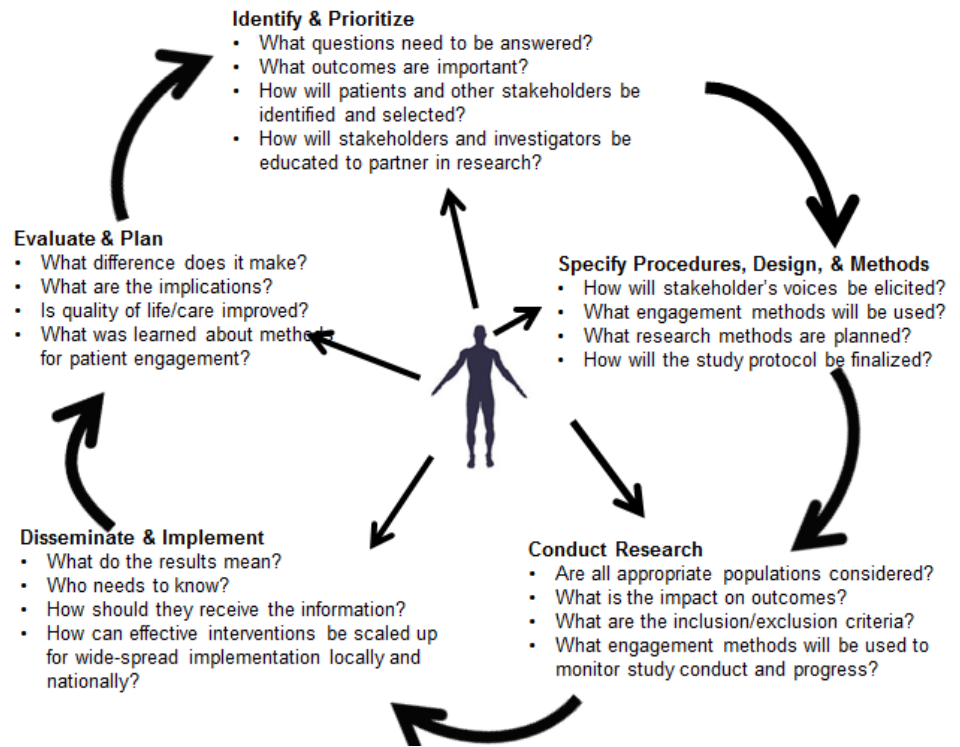 Identify & Prioritize
• What questions need to be answered?
• What outcomes are important?
• How will patients and other stakeholders be
identified and selected?
• How will stakeholders and investigators be
educated to partner in research?
Specify Procedures, Design, & Methods
• How will stakeholder's voices be elicited?
• What engagement methods will be used?
• What research methods are planned?
• How will the study protocol be finalized?
Conduct Research
• Are all appropriate populations considered?
• What is the impact on outcomes?
• What are the inclusion/exclusion criteria?
• What engagement methods will be used to
monitor study conduct and progress?
Disseminate & Implement
• What do the results mean?
• Who needs to know?
• How should they receive the information?
• How can effective interventions be scaled up
for wide-spread implementation locally and
nationally?
Evaluate & Plan
• What difference does it make?
• What are the implications?
• Is quality of life/care improved?
• What was learned about methods
for patient engagement?